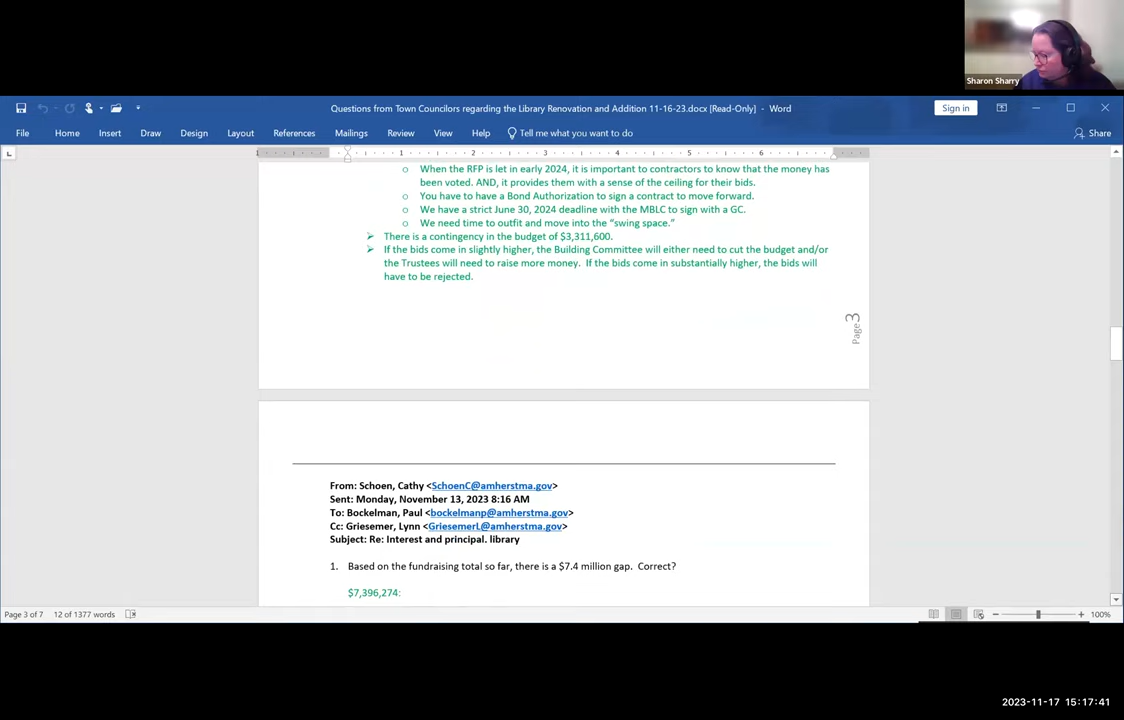 Sharon Sharry
Questions from Town Councilors regarding the Library Renovation and Addition 11-16-23.docx [Read-Only] - Word
Sign in
File Home Insert Draw Design Layout References Mailings Review View Help Tell me what you want to do Share
1 1 2 3 4 5 6
o When the RFP is let in early 2024, it is important to contractors to know that the money has
been voted. AND, it provides them with a sense of the ceiling for their bids.
o You have to have a Bond Authorization to sign a contract to move forward.
o We have a strict June 30, 2024 deadline with the MBLC to sign with a GC.
o We need time to outfit and move into the “swing space.”
➢ There is a contingency in the budget of $3,311,600.
➢ If the bids come in slightly higher, the Building Committee will either need to cut the budget and/or
the Trustees will need to raise more money. If the bids come in substantially higher, the bids will
have to be rejected.
Page 3
From: Schoen, Cathy <SchoenC@amherstma.gov>
Sent: Monday, November 13, 2023 8:16 AM
To: Bockelman, Paul <bockelmanp@amherstma.gov>
Cc: Griesemer, Lynn <GriesemerL@amherstma.gov>
Subject: Re: Interest and principal. library
1. Based on the fundraising total so far, there is a $7.4 million gap. Correct?
$7,396,274:
Page 3 of 7 12 of 1377 words 100%
2023-11-17 15:17:41